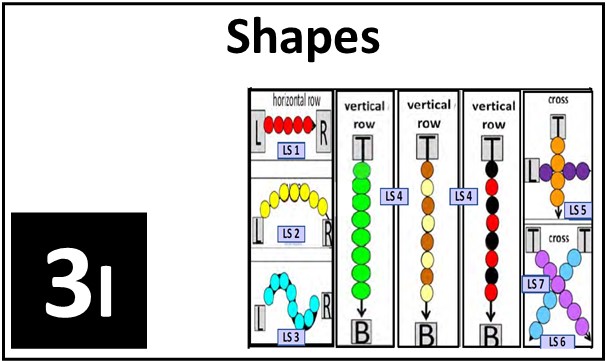 Shapes
horizontal row
L R
LS 1
L R
LS 2
L R
LS 3
vertical
row
T
B
LS 4
vertical
row
T
B
LS 4
vertical
row
T
B
cross
T
L
LS 5
cross
T T
LS 7
LS 6
3I